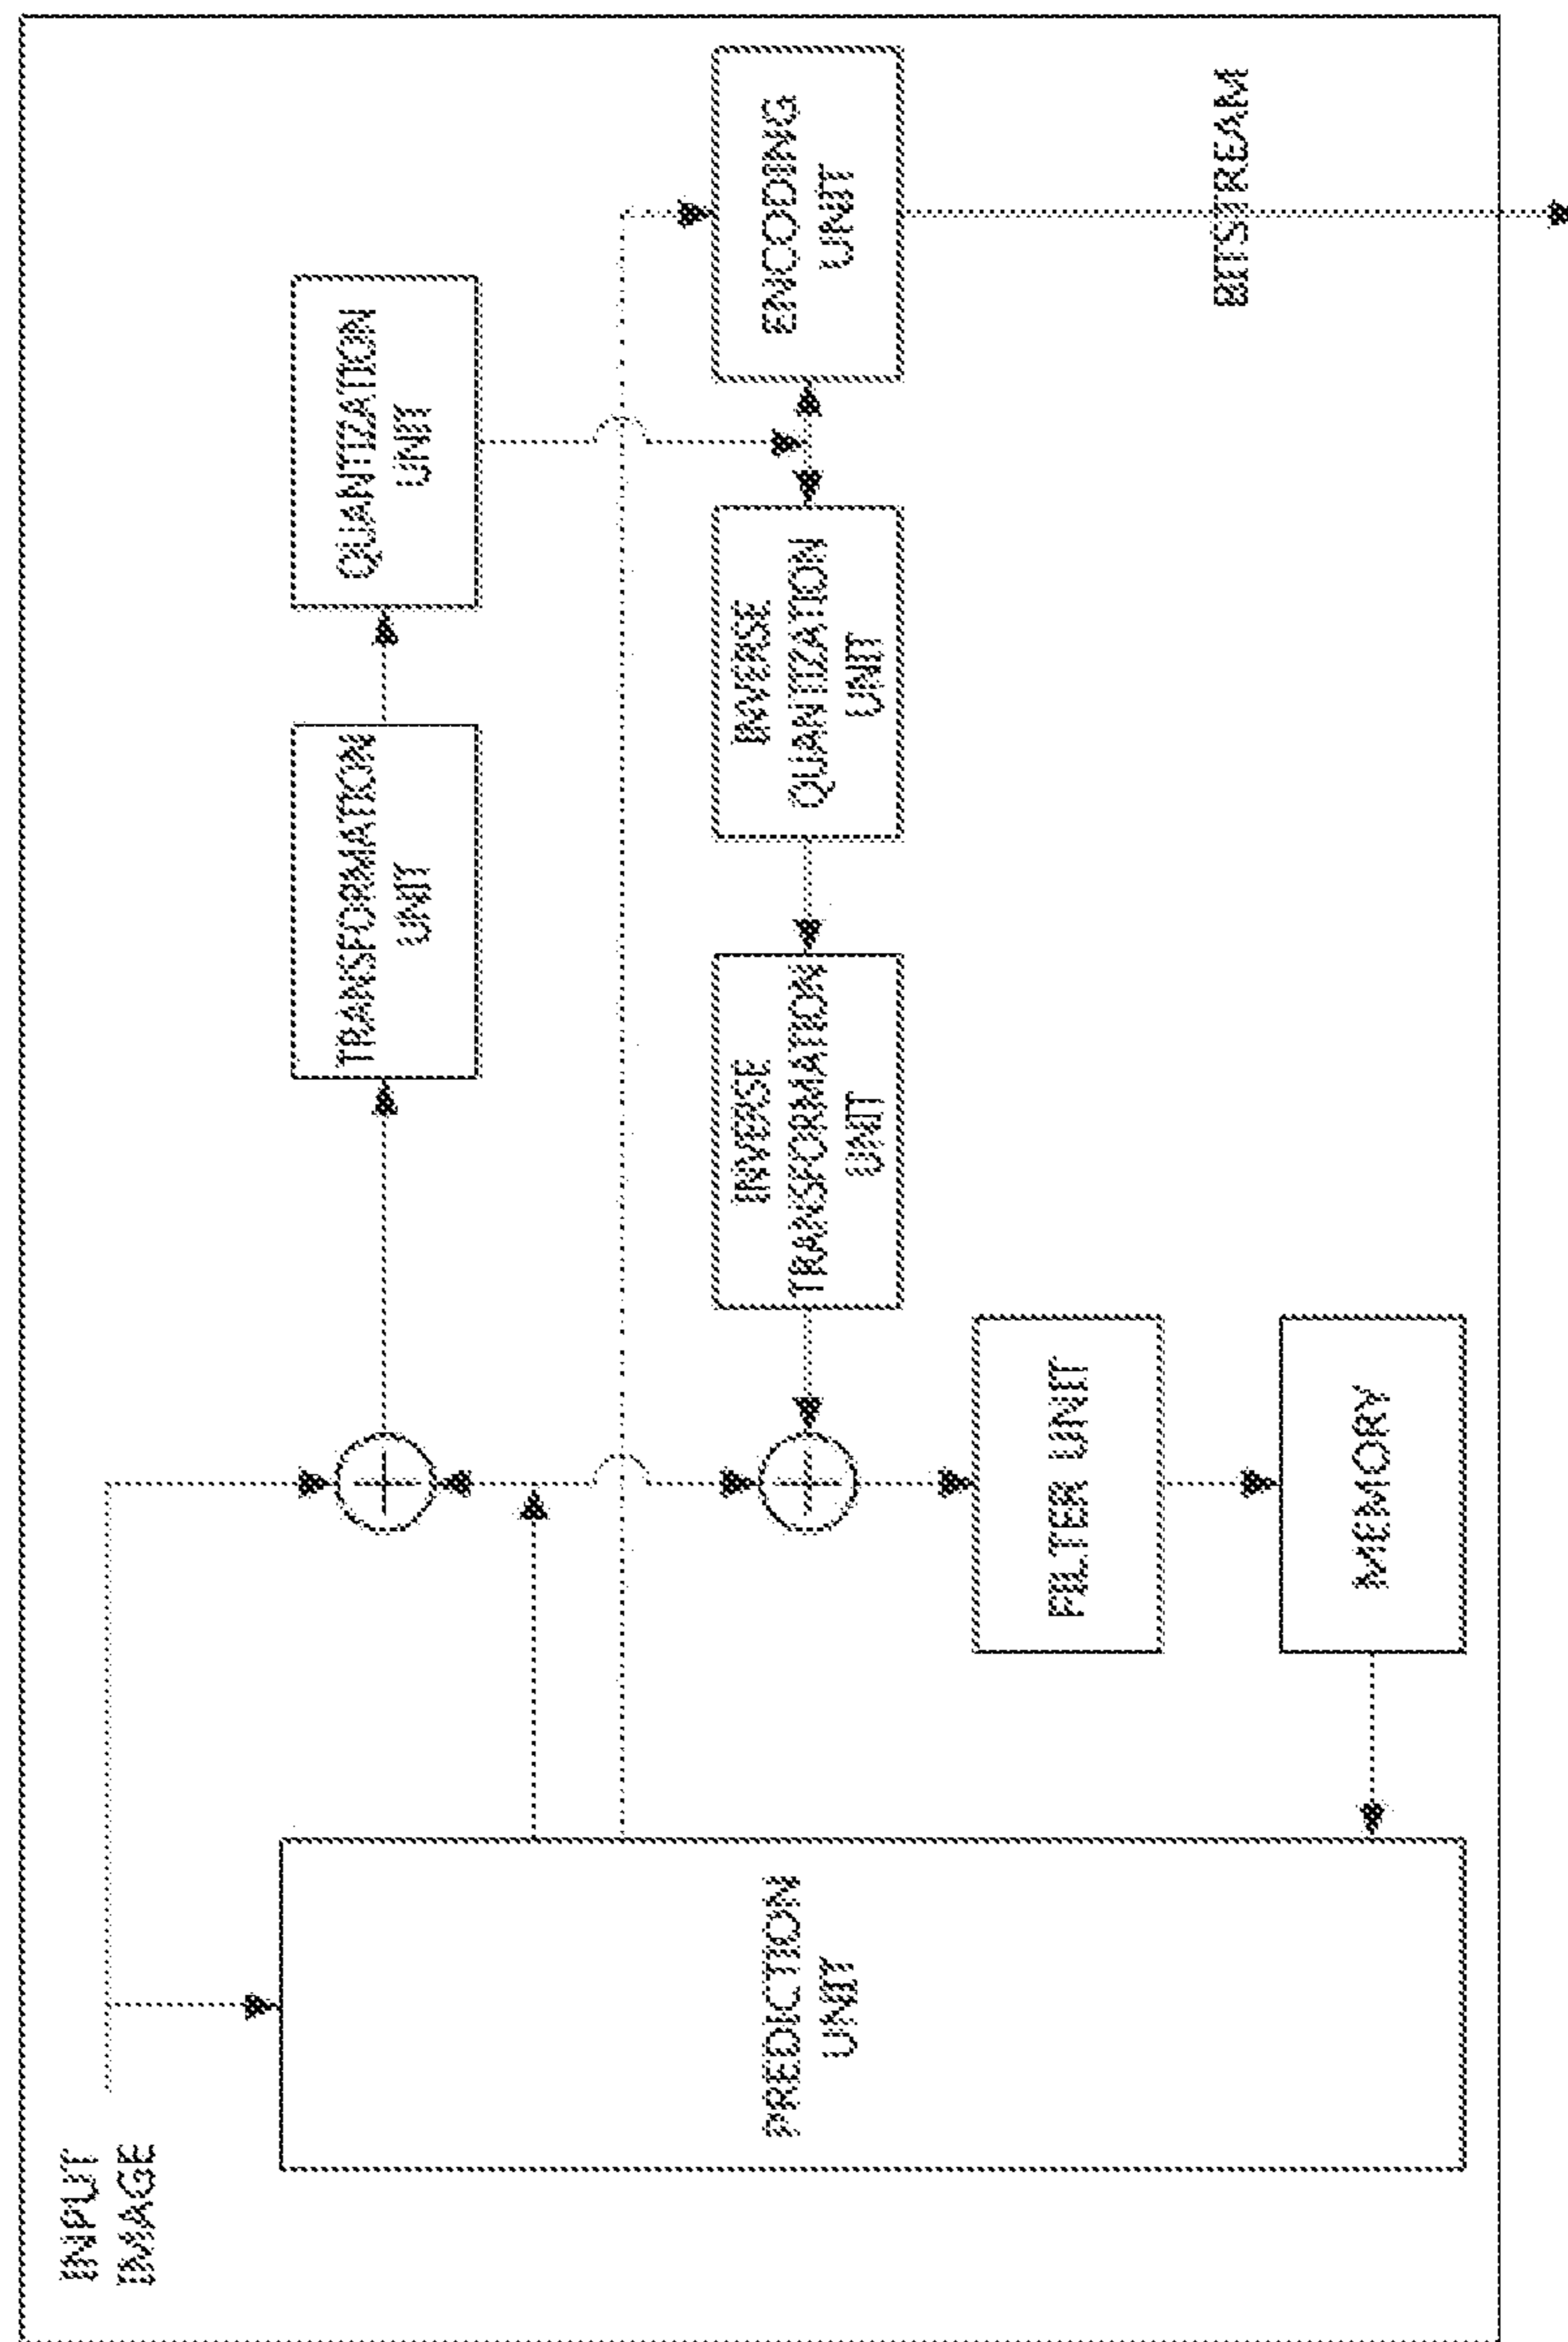 INPUT
IMAGE
PREDICTION
UNIT
TRANSFORMATION
UNIT
QUANTIZATION
UNIT
INVERSE
TRANSFORMATION
UNIT
INVERSE
QUANTIZATION
UNIT
ENCODING
UNIT
FILTER UNIT
MEMORY
BITSTREAM